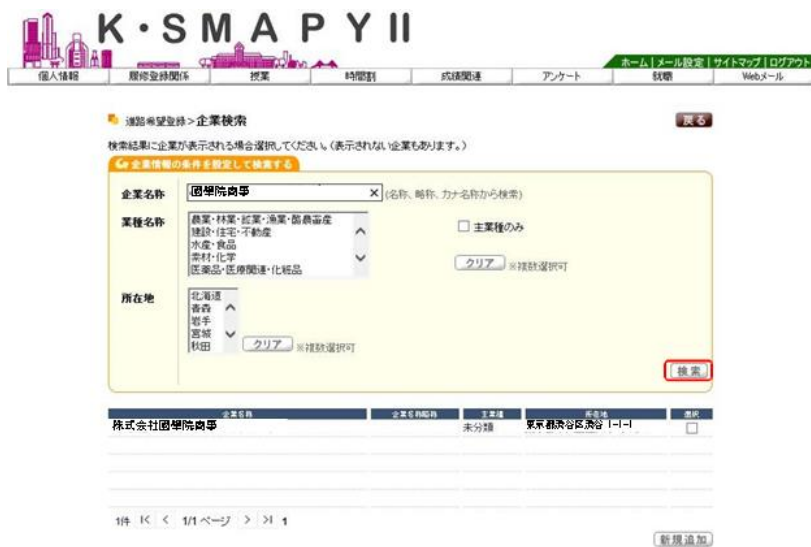 K・SMAPYⅡ
ホーム | メール設定 | サイトマップ | ログアウト
個人情報 履修登録関係 授業 時間割 成績関連 アンケート 就職 Webメール
進路希望登録>企業検索 戻る
検索結果に企業が表示される場合選択してください。(表示されない企業もあります。)
企業情報の条件を設定して検索する
企業名称 國學院商事 × (名称、略称、カナ名称から検索)
業種名称 農業・林業・鉱業・漁業・酪農畜産 主業種のみ
建設・住宅・不動産
水産・食品
素材・化学 クリア ※複数選択可
医薬品・医療関連・化粧品
所在地 北海道
青森
岩手
宮城
秋田 クリア ※複数選択可
検索
企業名称 企業名称略称 主業種 所在地 選択
株式会社國學院商事 未分類 東京都渋谷区渋谷 1-1-1
1件 1/1 ページ 1
新規追加